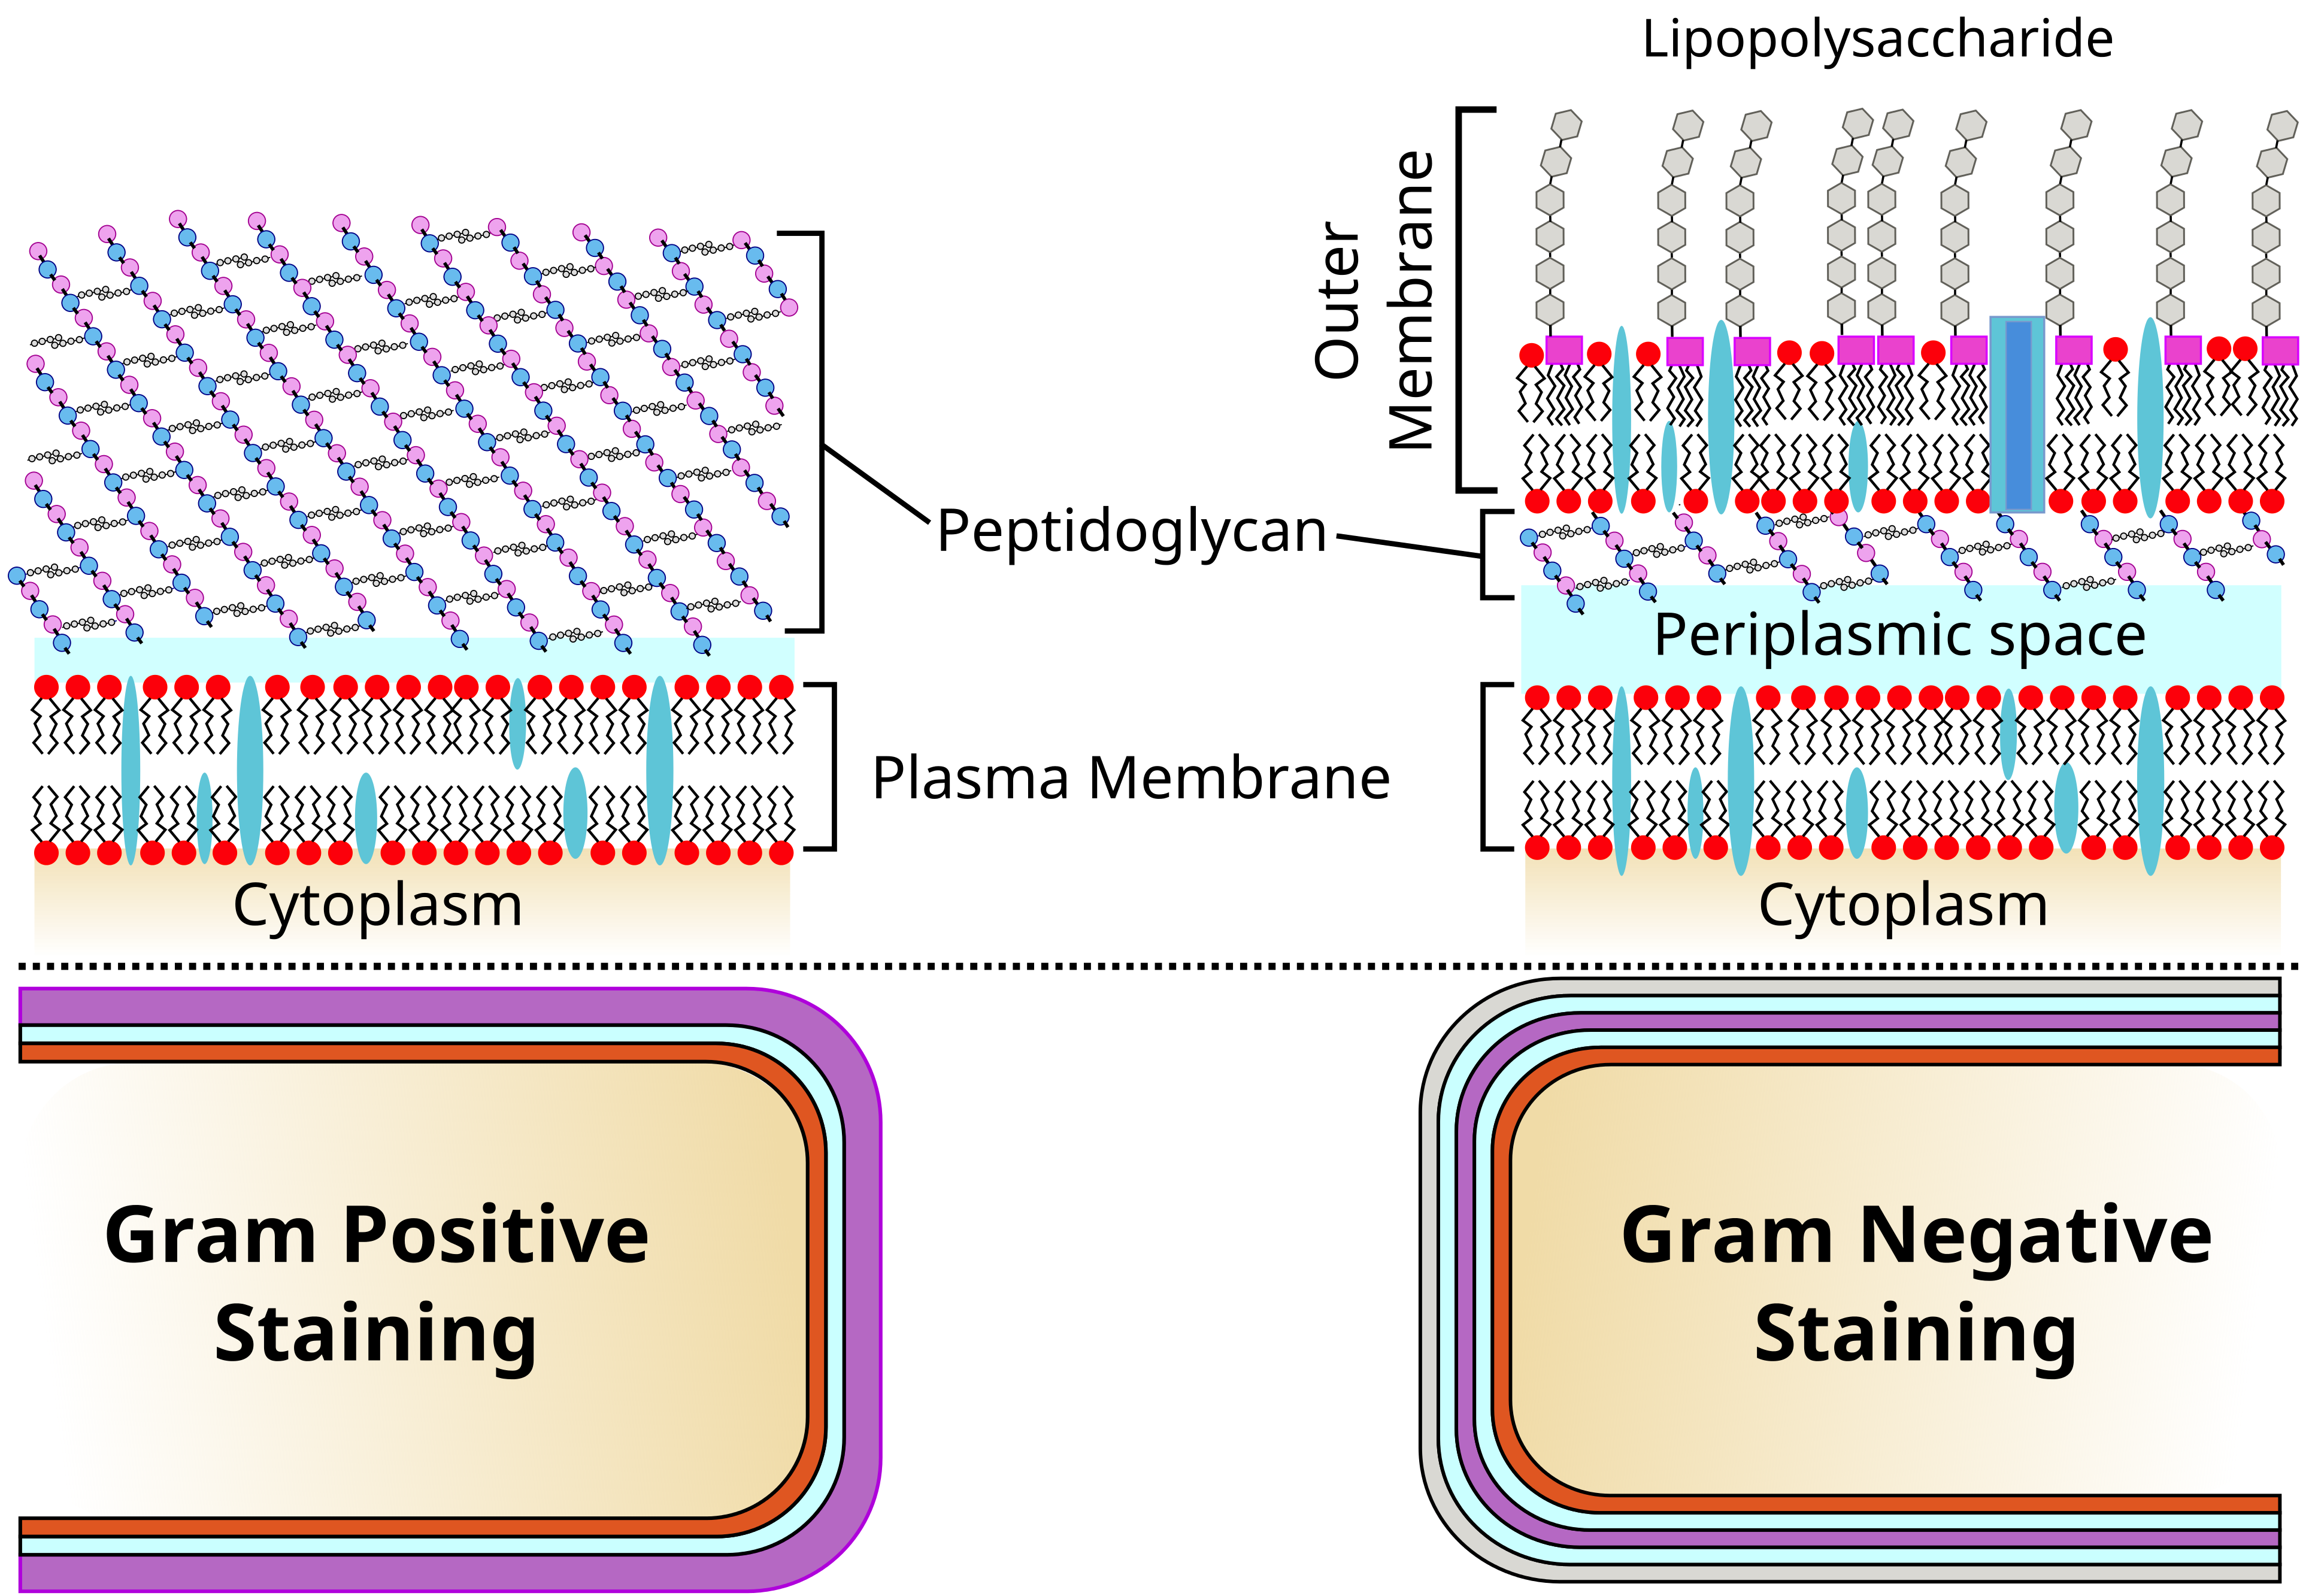 Lipopolysaccharide
Outer
Membrane
Peptidoglycan
Periplasmic space
Plasma Membrane
Cytoplasm
Cytoplasm
Gram Positive
Staining
Gram Negative
Staining